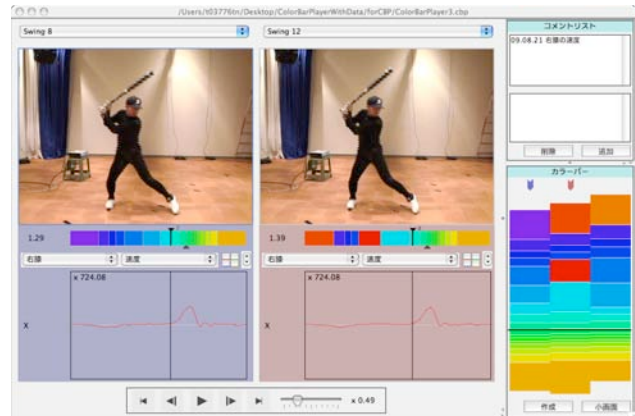 /Users/t03776tn/Desktop/ColorBarPlayerWithData/forCBP/ColorBarPlayer3.cbp
Swing 8
Swing 12
1.29
1.39
右膝
速度
右膝
速度
x 724.08
x 724.08
X
X
x 0.49
コメントリスト
09.08.21 右膝の速度
削除
追加
カラーバー
作成
小画面